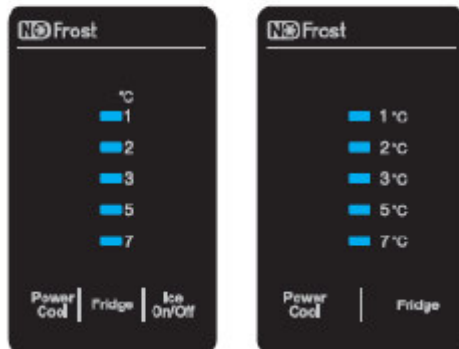 NO Frost
°C
1
2
3
5
7
Power Cool
Fridge
Ice On/Off
NO Frost
1°C
2°C
3°C
5°C
7°C
Power Cool
Fridge